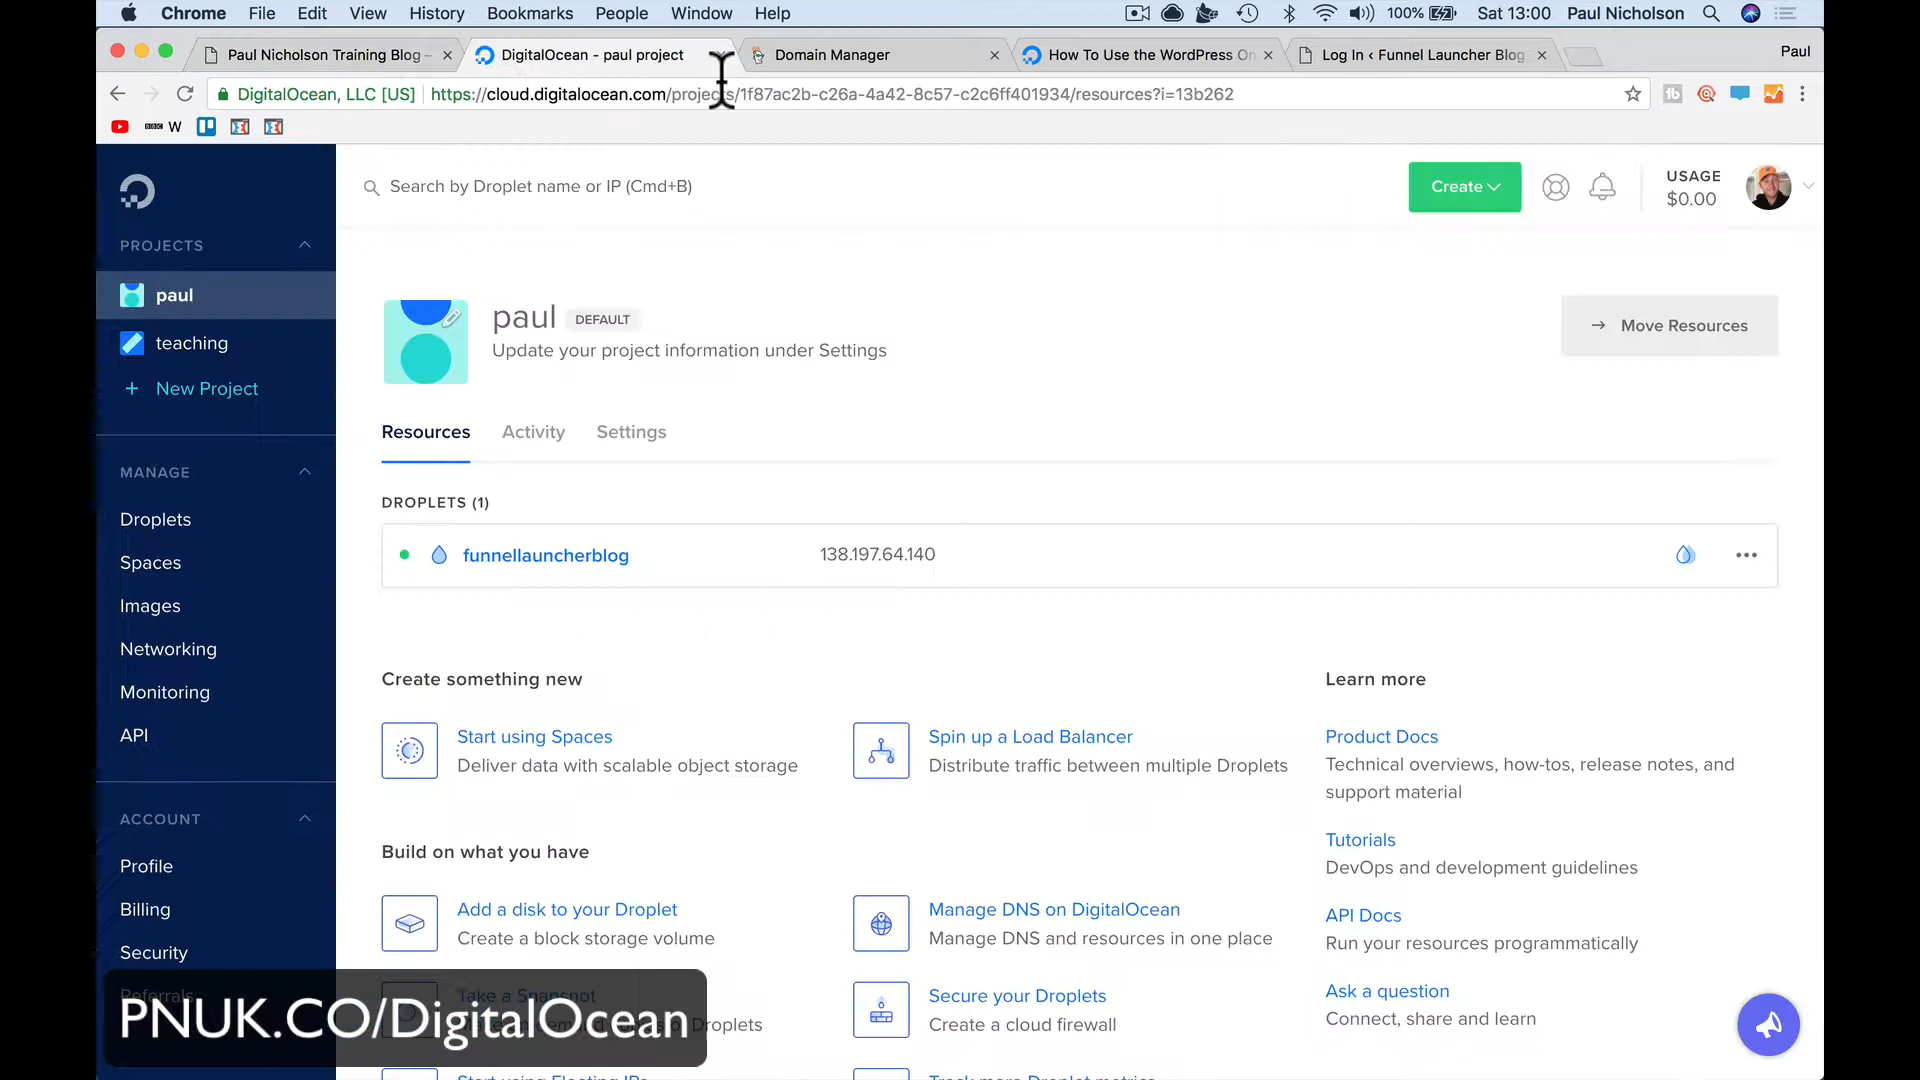 Chrome File Edit View History Bookmarks People Window Help 100% Sat 13:00 Paul Nicholson
Paul Nicholson Training Blog – DigitalOcean - paul project Domain Manager How To Use the WordPress On Log In ‹ Funnel Launcher Blog Paul
DigitalOcean, LLC [US] https://cloud.digitalocean.com/projects/1f87ac2b-c26a-4a42-8c57-c2c6ff401934/resources?i=13b262
BBC W
Search by Droplet name or IP (Cmd+B)
Create
USAGE
$0.00
PROJECTS
paul
teaching
+ New Project
MANAGE
Droplets
Spaces
Images
Networking
Monitoring
API
ACCOUNT
Profile
Billing
Security
Referrals
paul DEFAULT
Update your project information under Settings
→ Move Resources
Resources Activity Settings
DROPLETS (1)
funnellauncherblog 138.197.64.140
Create something new
Start using Spaces
Deliver data with scalable object storage
Spin up a Load Balancer
Distribute traffic between multiple Droplets
Build on what you have
Add a disk to your Droplet
Create a block storage volume
Manage DNS on DigitalOcean
Manage DNS and resources in one place
Take a Snapshot
Droplets
Secure your Droplets
Create a cloud firewall
Learn more
Product Docs
Technical overviews, how-tos, release notes, and
support material
Tutorials
DevOps and development guidelines
API Docs
Run your resources programmatically
Ask a question
Connect, share and learn
PNUK.CO/DigitalOcean